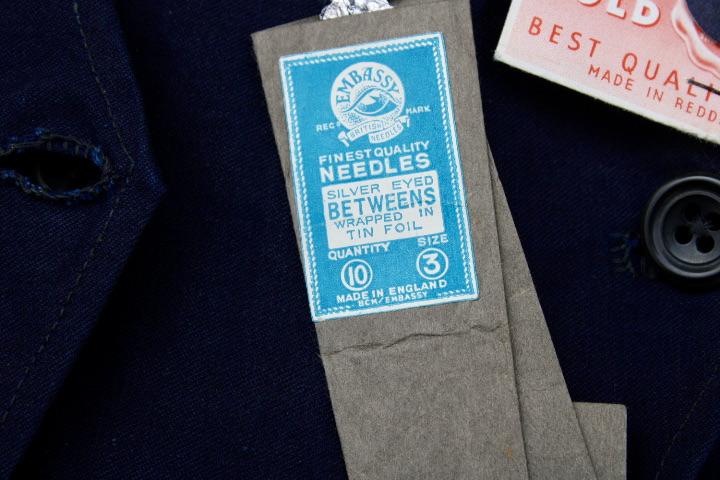 EMBASSY
REGD MARK
BRITISH NEEDLES
FINEST QUALITY
NEEDLES
SILVER EYED
BETWEENS
WRAPPED IN
TIN FOIL
QUANTITY SIZE
10 3
MADE IN ENGLAND
BCM/EMBASSY
OLD
BEST QUALI
MADE IN REDD